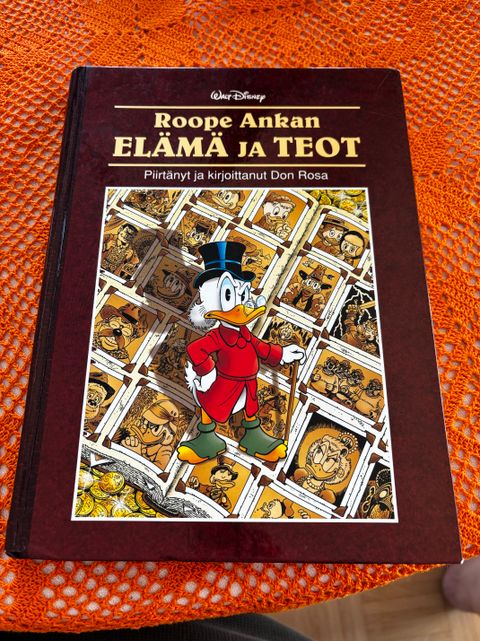 Walt Disney
Roope Ankan
ELÄMÄ JA TEOT
Piirtänyt ja kirjoittanut Don Rosa